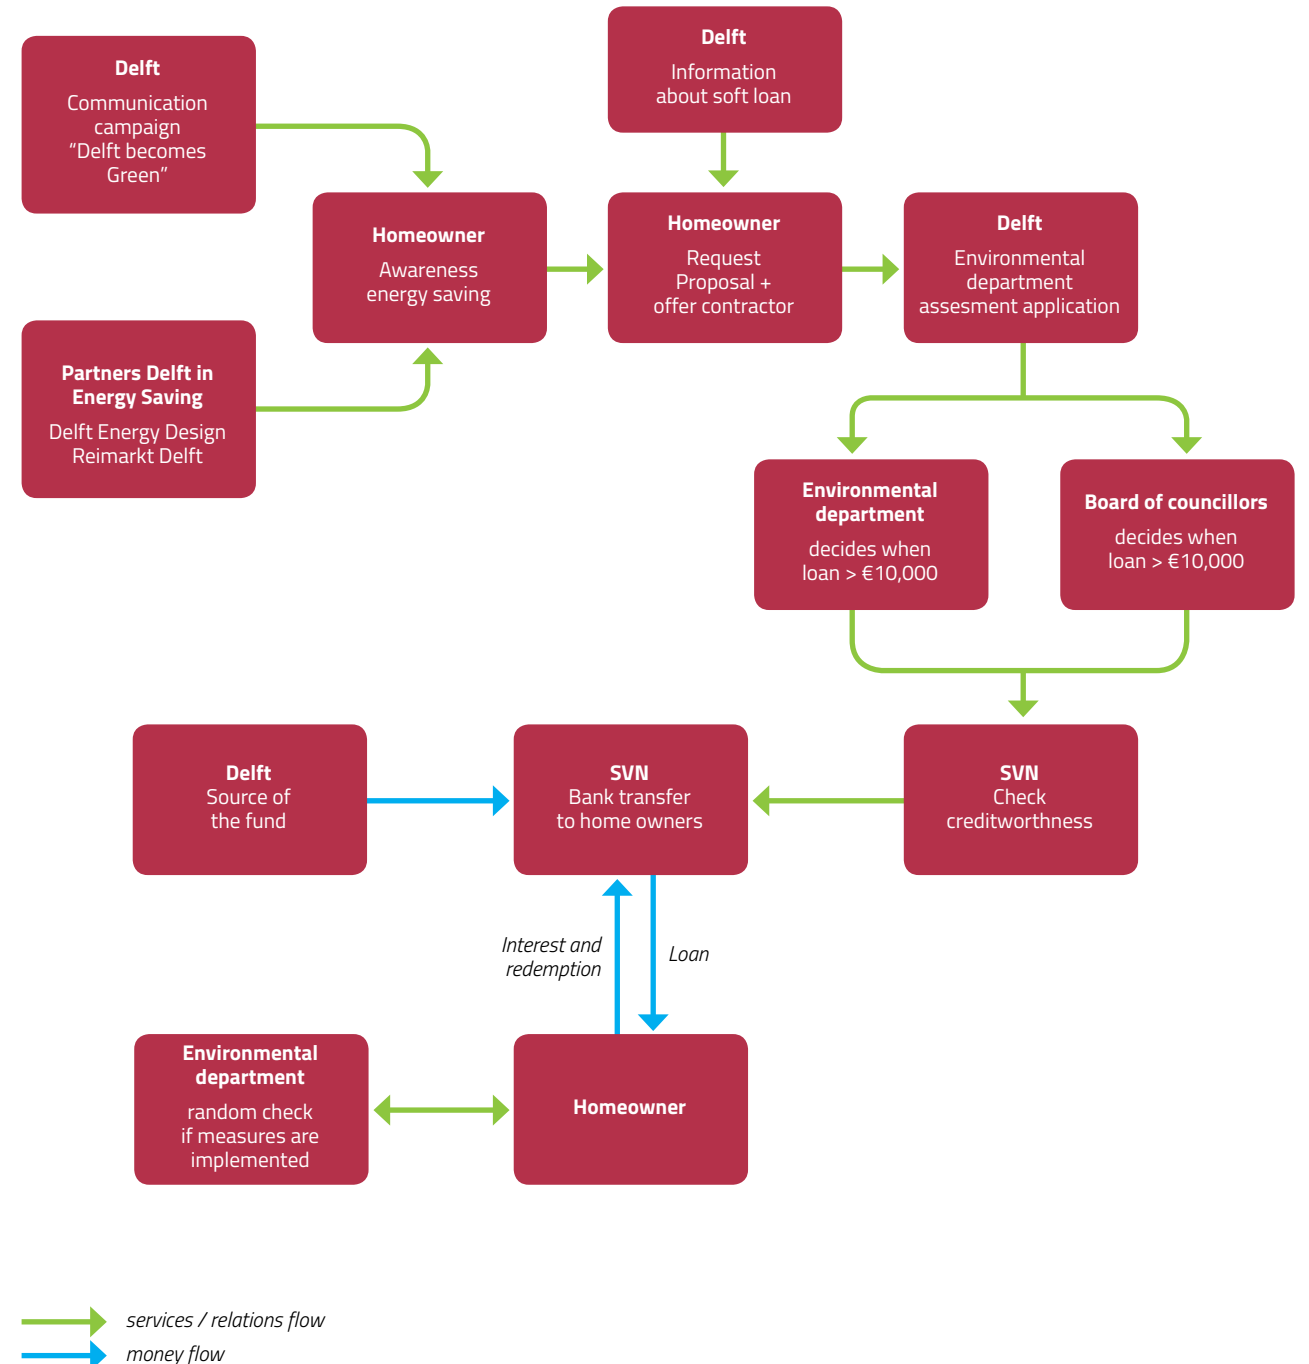 Delft
Information
about soft loan
Delft
Communication
campaign
“Delft becomes
Green”
Homeowner
Awareness
energy saving
Homeowner
Request
Proposal +
offer contractor
Delft
Environmental
department
assesment application
Partners Delft in
Energy Saving
Delft Energy Design
Reimarkt Delft
Environmental
department
decides when
loan > €10,000
Board of councillors
decides when
loan > €10,000
Delft
Source of
the fund
SVN
Bank transfer
to home owners
SVN
Check
creditworthness
Interest and
redemption
Loan
Environmental
department
random check
if measures are
implemented
Homeowner
services / relations flow
money flow